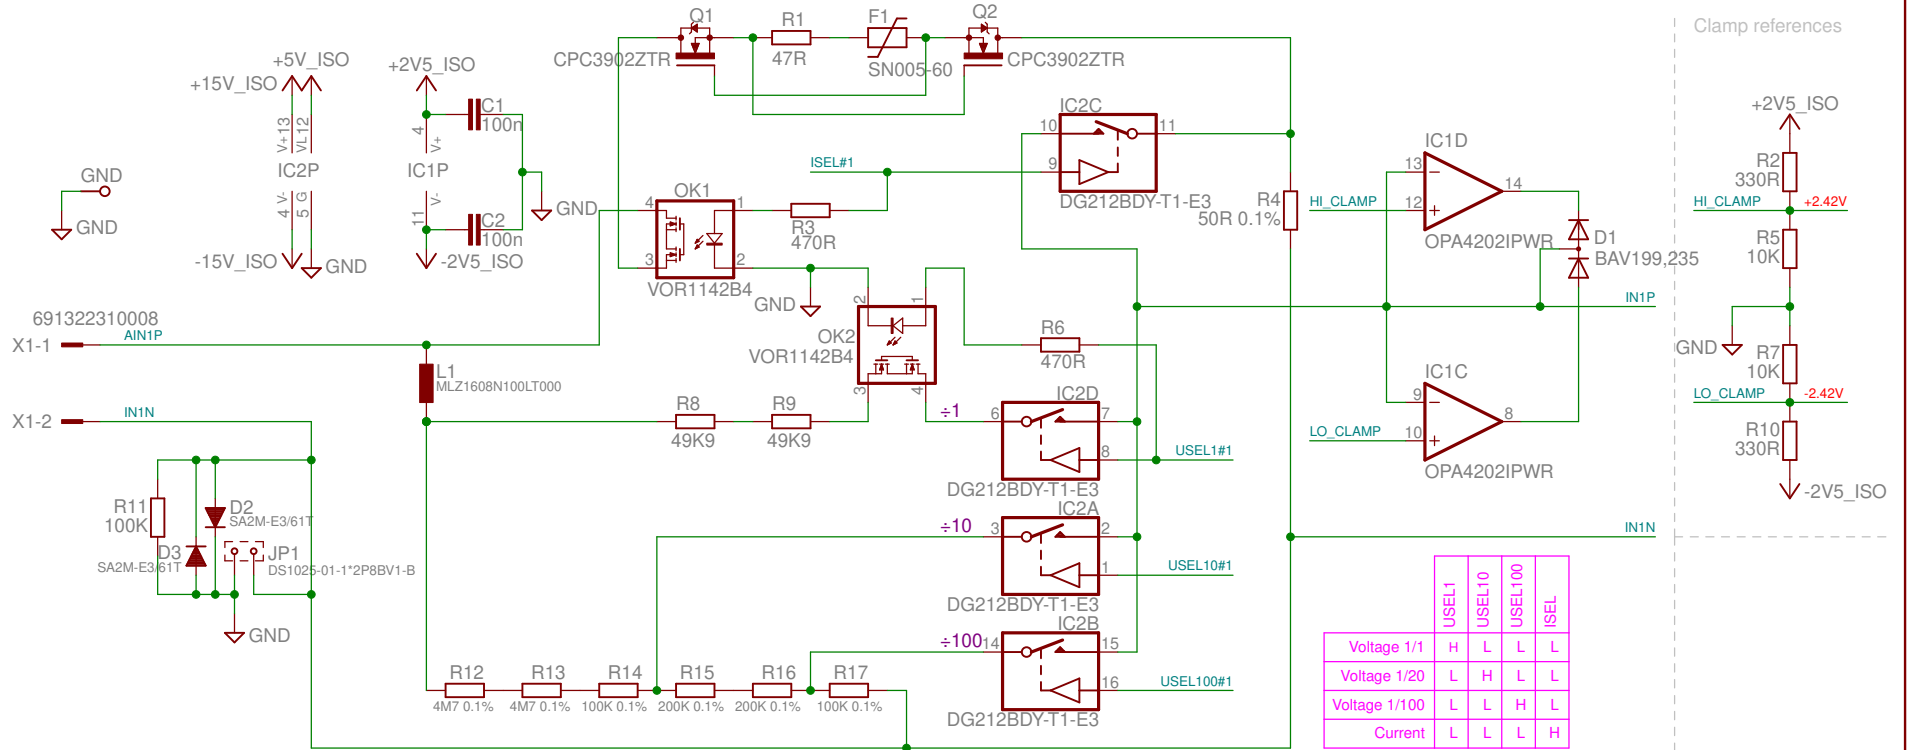 Clamp references
Q1
CPC3902ZTR
R1
47R
F1
SN005-60
Q2
CPC3902ZTR
+5V_ISO
+15V_ISO
V+ 13
VL 12
IC2P
4 V-
5 G
-15V_ISO
GND
+2V5_ISO
4
V+
IC1P
V-
11
-2V5_ISO
C1
100n
C2
100n
GND
GND
GND
ISEL#1
OK1
4
1
3
2
VOR1142B4
R3
470R
GND
IC2C
10
11
9
DG212BDY-T1-E3
R4
50R 0.1%
HI_CLAMP
IC1D
13
12
14
OPA4202IPWR
D1
BAV199,235
IN1P
+2V5_ISO
R2
330R
HI_CLAMP
+2.42V
R5
10K
GND
R7
10K
LO_CLAMP
-2.42V
R10
330R
-2V5_ISO
691322310008
X1-1
AIN1P
X1-2
IN1N
L1
MLZ1608N100LT000
OK2
VOR1142B4
2
1
3
4
R6
470R
R8
49K9
R9
49K9
÷1
IC2D
6
7
8
USEL1#1
DG212BDY-T1-E3
IC1C
9
10
8
LO_CLAMP
OPA4202IPWR
R11
100K
D2
SA2M-E3/61T
D3
SA2M-E3/61T
JP1
DS1025-01-1*2P8BV1-B
GND
÷10
IC2A
3
2
1
USEL10#1
DG212BDY-T1-E3
IN1N
÷100
IC2B
14
15
16
USEL100#1
DG212BDY-T1-E3
R12
4M7 0.1%
R13
4M7 0.1%
R14
100K 0.1%
R15
200K 0.1%
R16
200K 0.1%
R17
100K 0.1%
USEL1 USEL10 USEL100 ISEL
Voltage 1/1 H L L L
Voltage 1/20 L H L L
Voltage 1/100 L L H L
Current L L L H